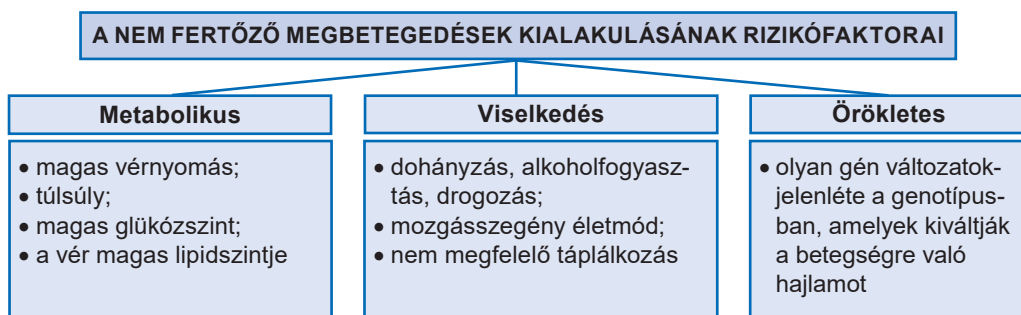 A NEM FERTŐZŐ MEGBETEGEDÉSEK KIALAKULÁSÁNAK RIZIKÓFAKTORAI
Metabolikus
• magas vérnyomás;
• túlsúly;
• magas glükózszint;
• a vér magas lipidszintje
Viselkedés
• dohányzás, alkoholfogyasz-
tás, drogozás;
• mozgásszegény életmód;
• nem megfelelő táplálkozás
Örökletes
• olyan gén változatok-
jelenléte a genotípus-
ban, amelyek kiváltják
a betegségre való
hajlamot